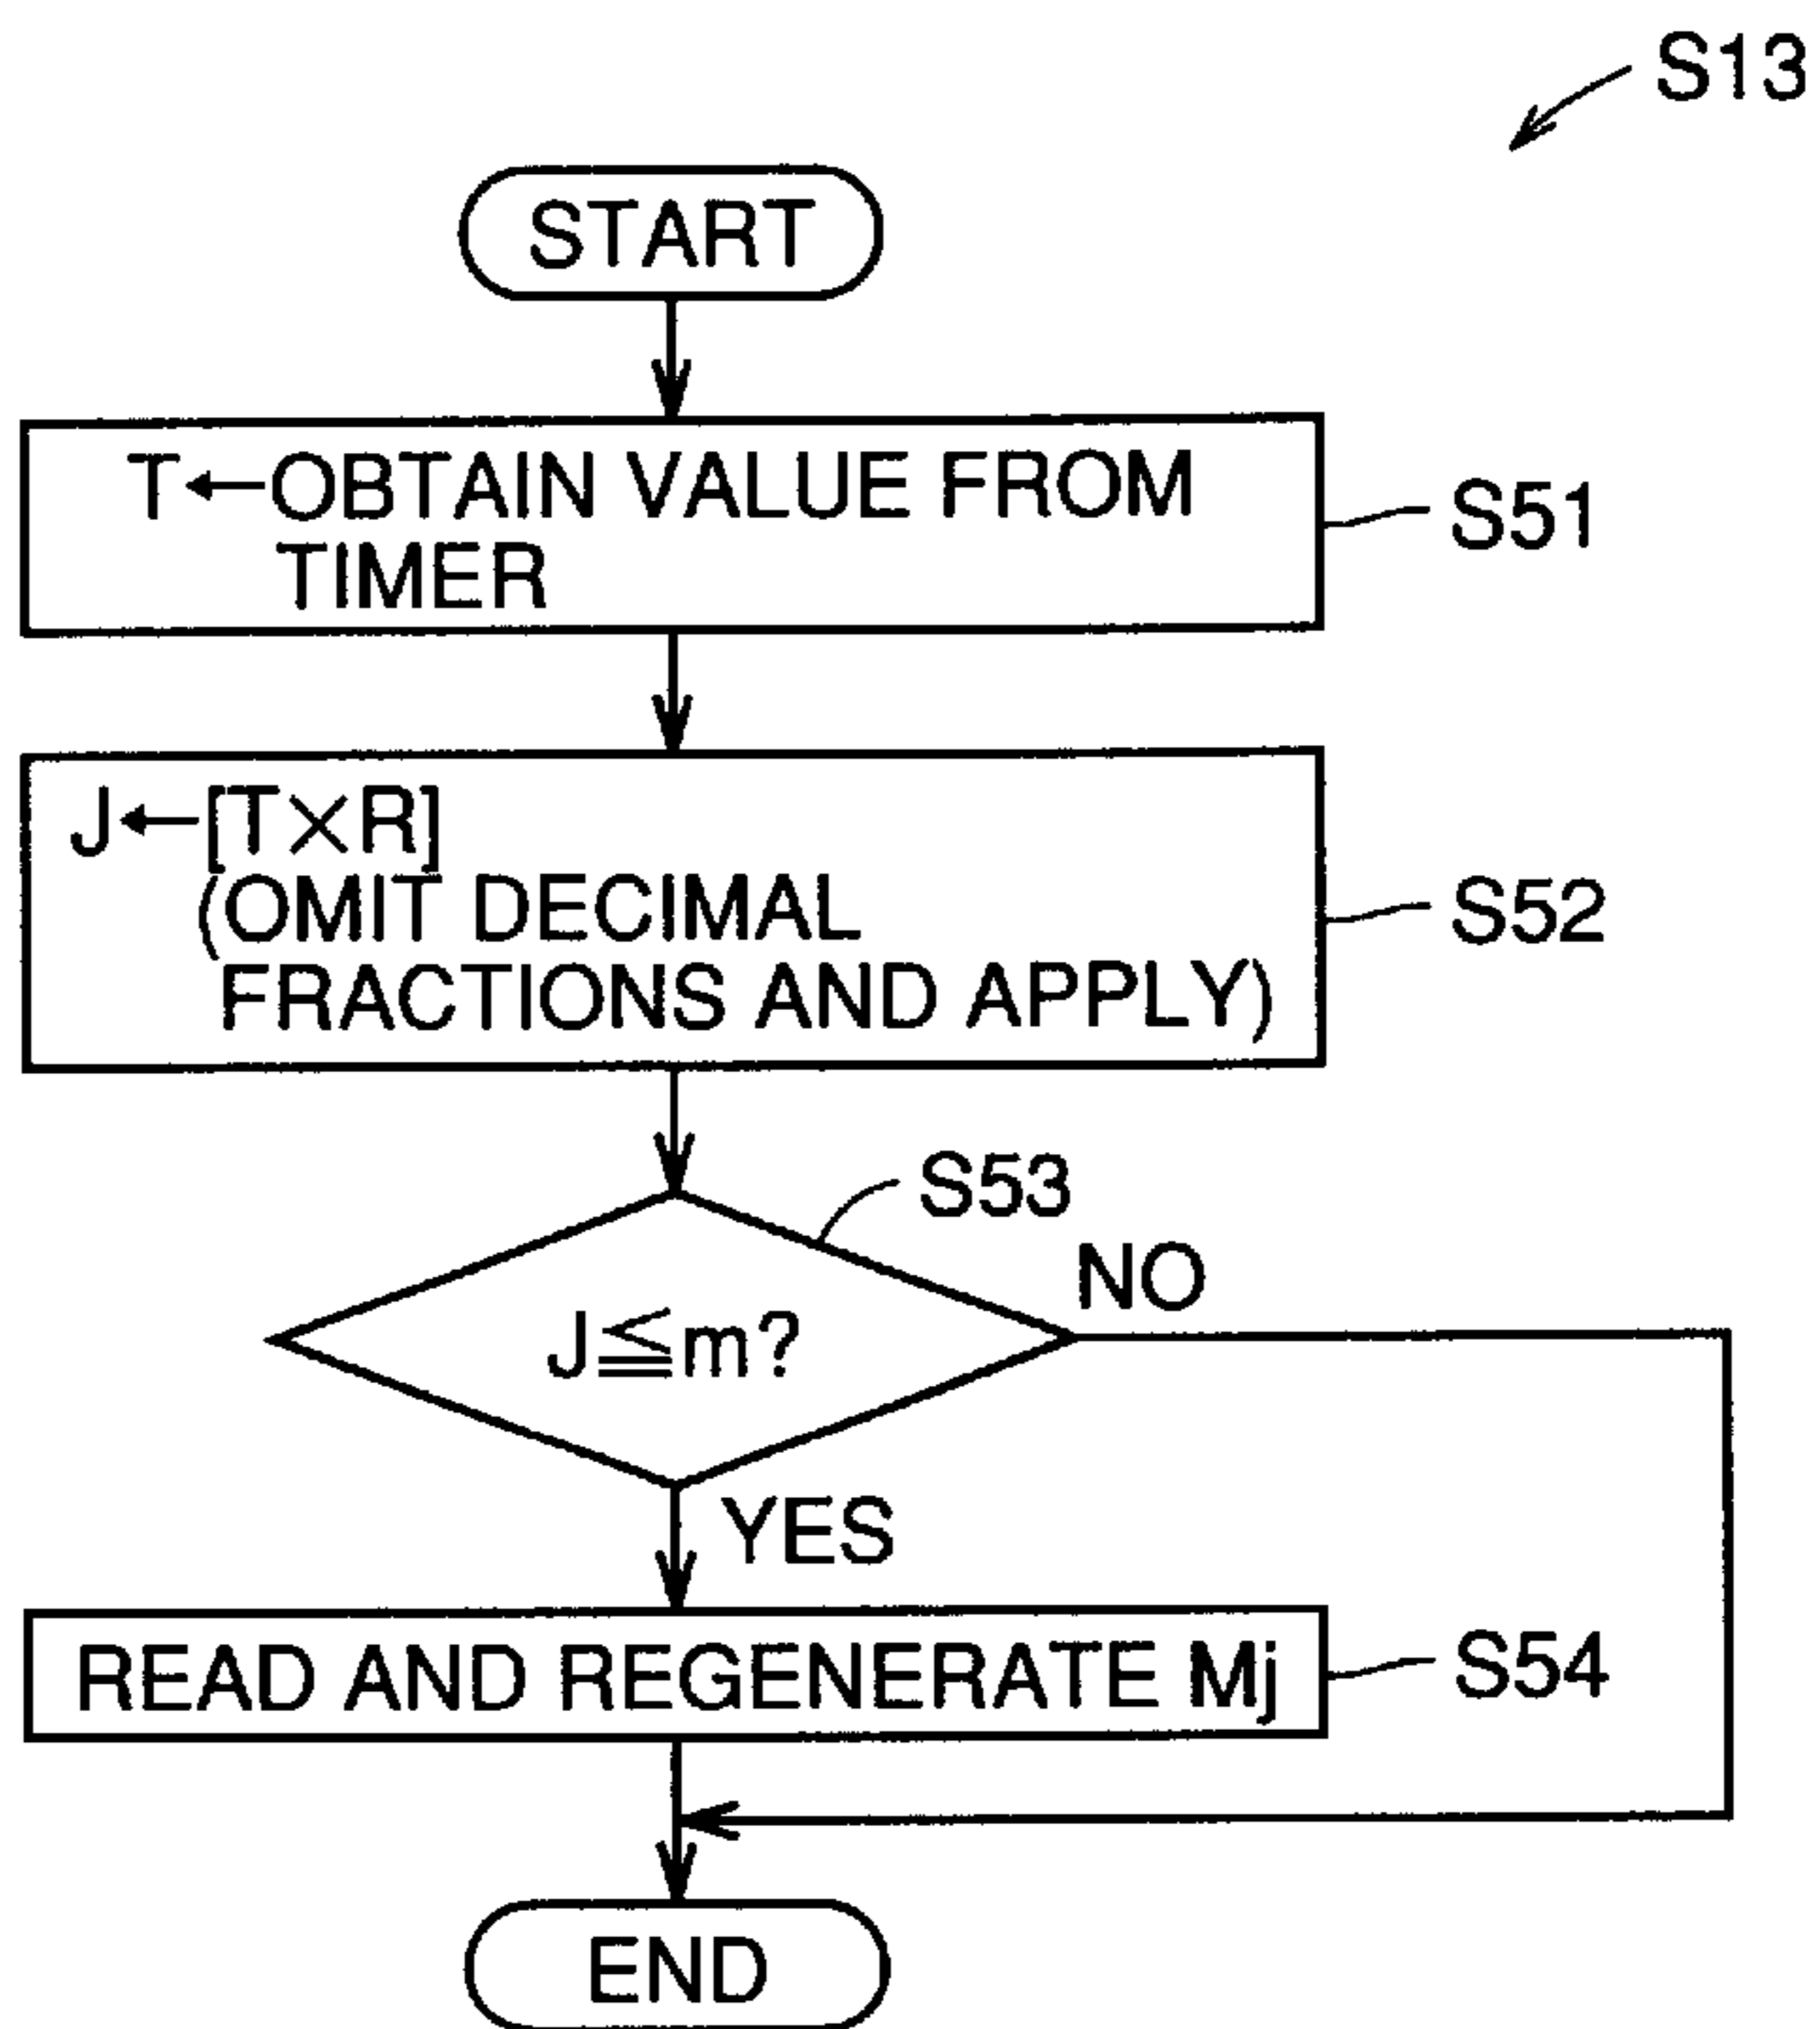 S13
START
T←OBTAIN VALUE FROM
TIMER
S51
J←[T×R]
(OMIT DECIMAL
FRACTIONS AND APPLY)
S52
S53
J≦m?
NO
YES
READ AND REGENERATE Mj
S54
END